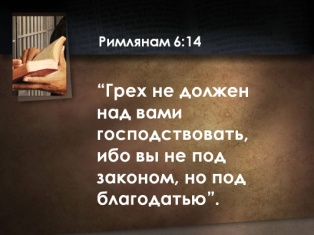 Римлянам 6:14
“Грех не должен
над вами
господствовать,
ибо вы не под
законом, но под
благодатью”.